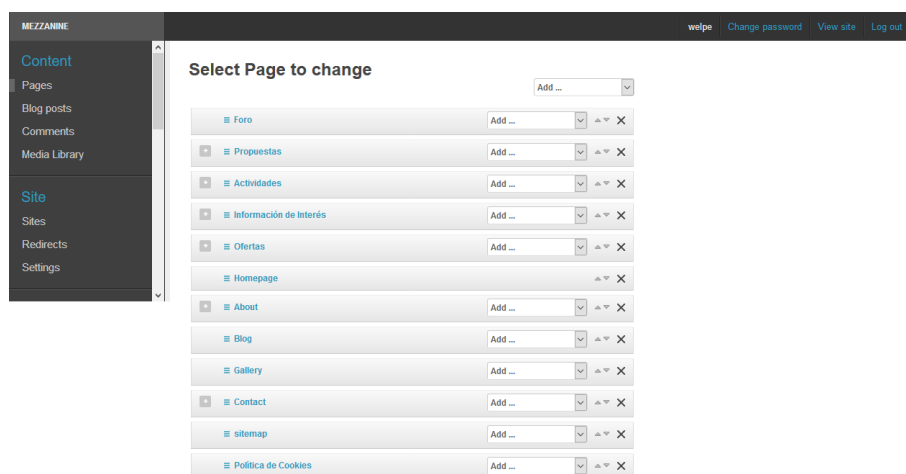 MEZZANINE
welpe Change password View site Log out
Content
Pages
Blog posts
Comments
Media Library
Site
Sites
Redirects
Settings
Select Page to change
Add ...
Foro Add ...
Propuestas Add ...
Actividades Add ...
Información de Interés Add ...
Ofertas Add ...
Homepage
About Add ...
Blog Add ...
Gallery Add ...
Contact Add ...
sitemap Add ...
Política de Cookies Add ...